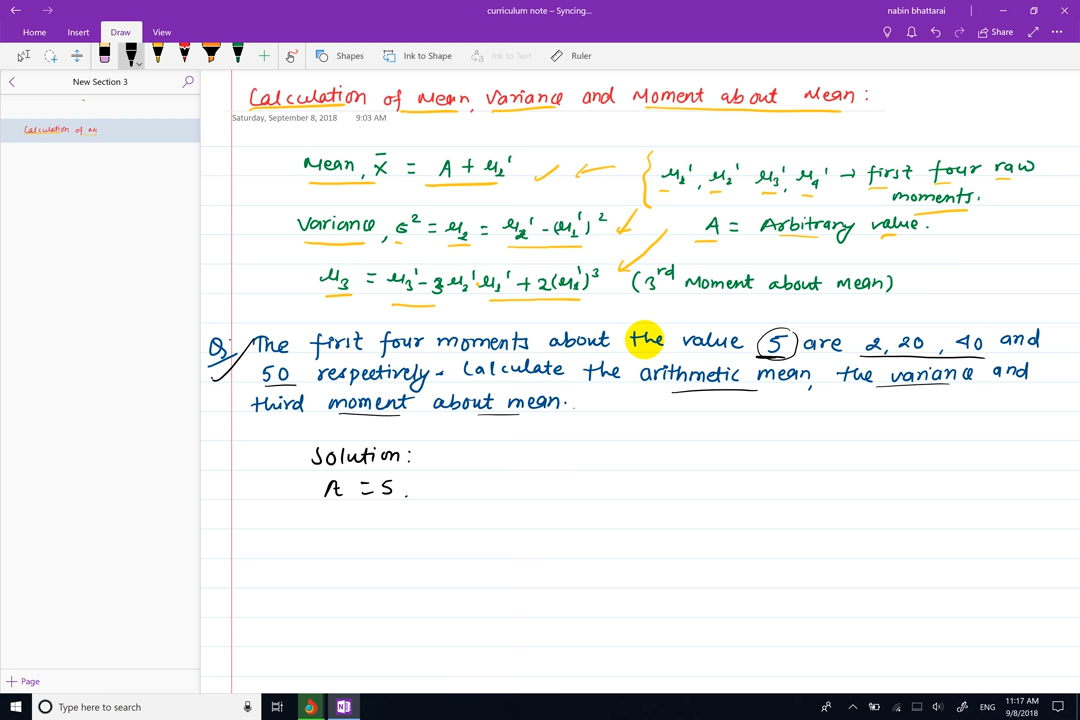 curriculum note – Syncing...
nabin bhattarai
Home Insert Draw View
Share
Shapes Ink to Shape Ink to Text Ruler
New Section 3
Calculation of Me
Calculation of Mean, Variance and Moment about Mean:
Saturday, September 8, 2018 9:03 AM
Mean, x̄ = A + μ₁' ← { μ₁', μ₂', μ₃', μ₄' → first four raw
moments.
Variance, σ² = μ₂ = μ₂' - (μ₁')² A = Arbitrary value.
μ₃ = μ₃' - 3μ₂'μ₁' + 2(μ₁')³ (3rd Moment about mean)
Q. The first four moments about the value 5 are 2, 20, 40 and
50 respectively. Calculate the arithmetic mean, the variance and
third moment about mean.
Solution:
A = 5.
+ Page
Type here to search
ENG
11:17 AM
9/8/2018